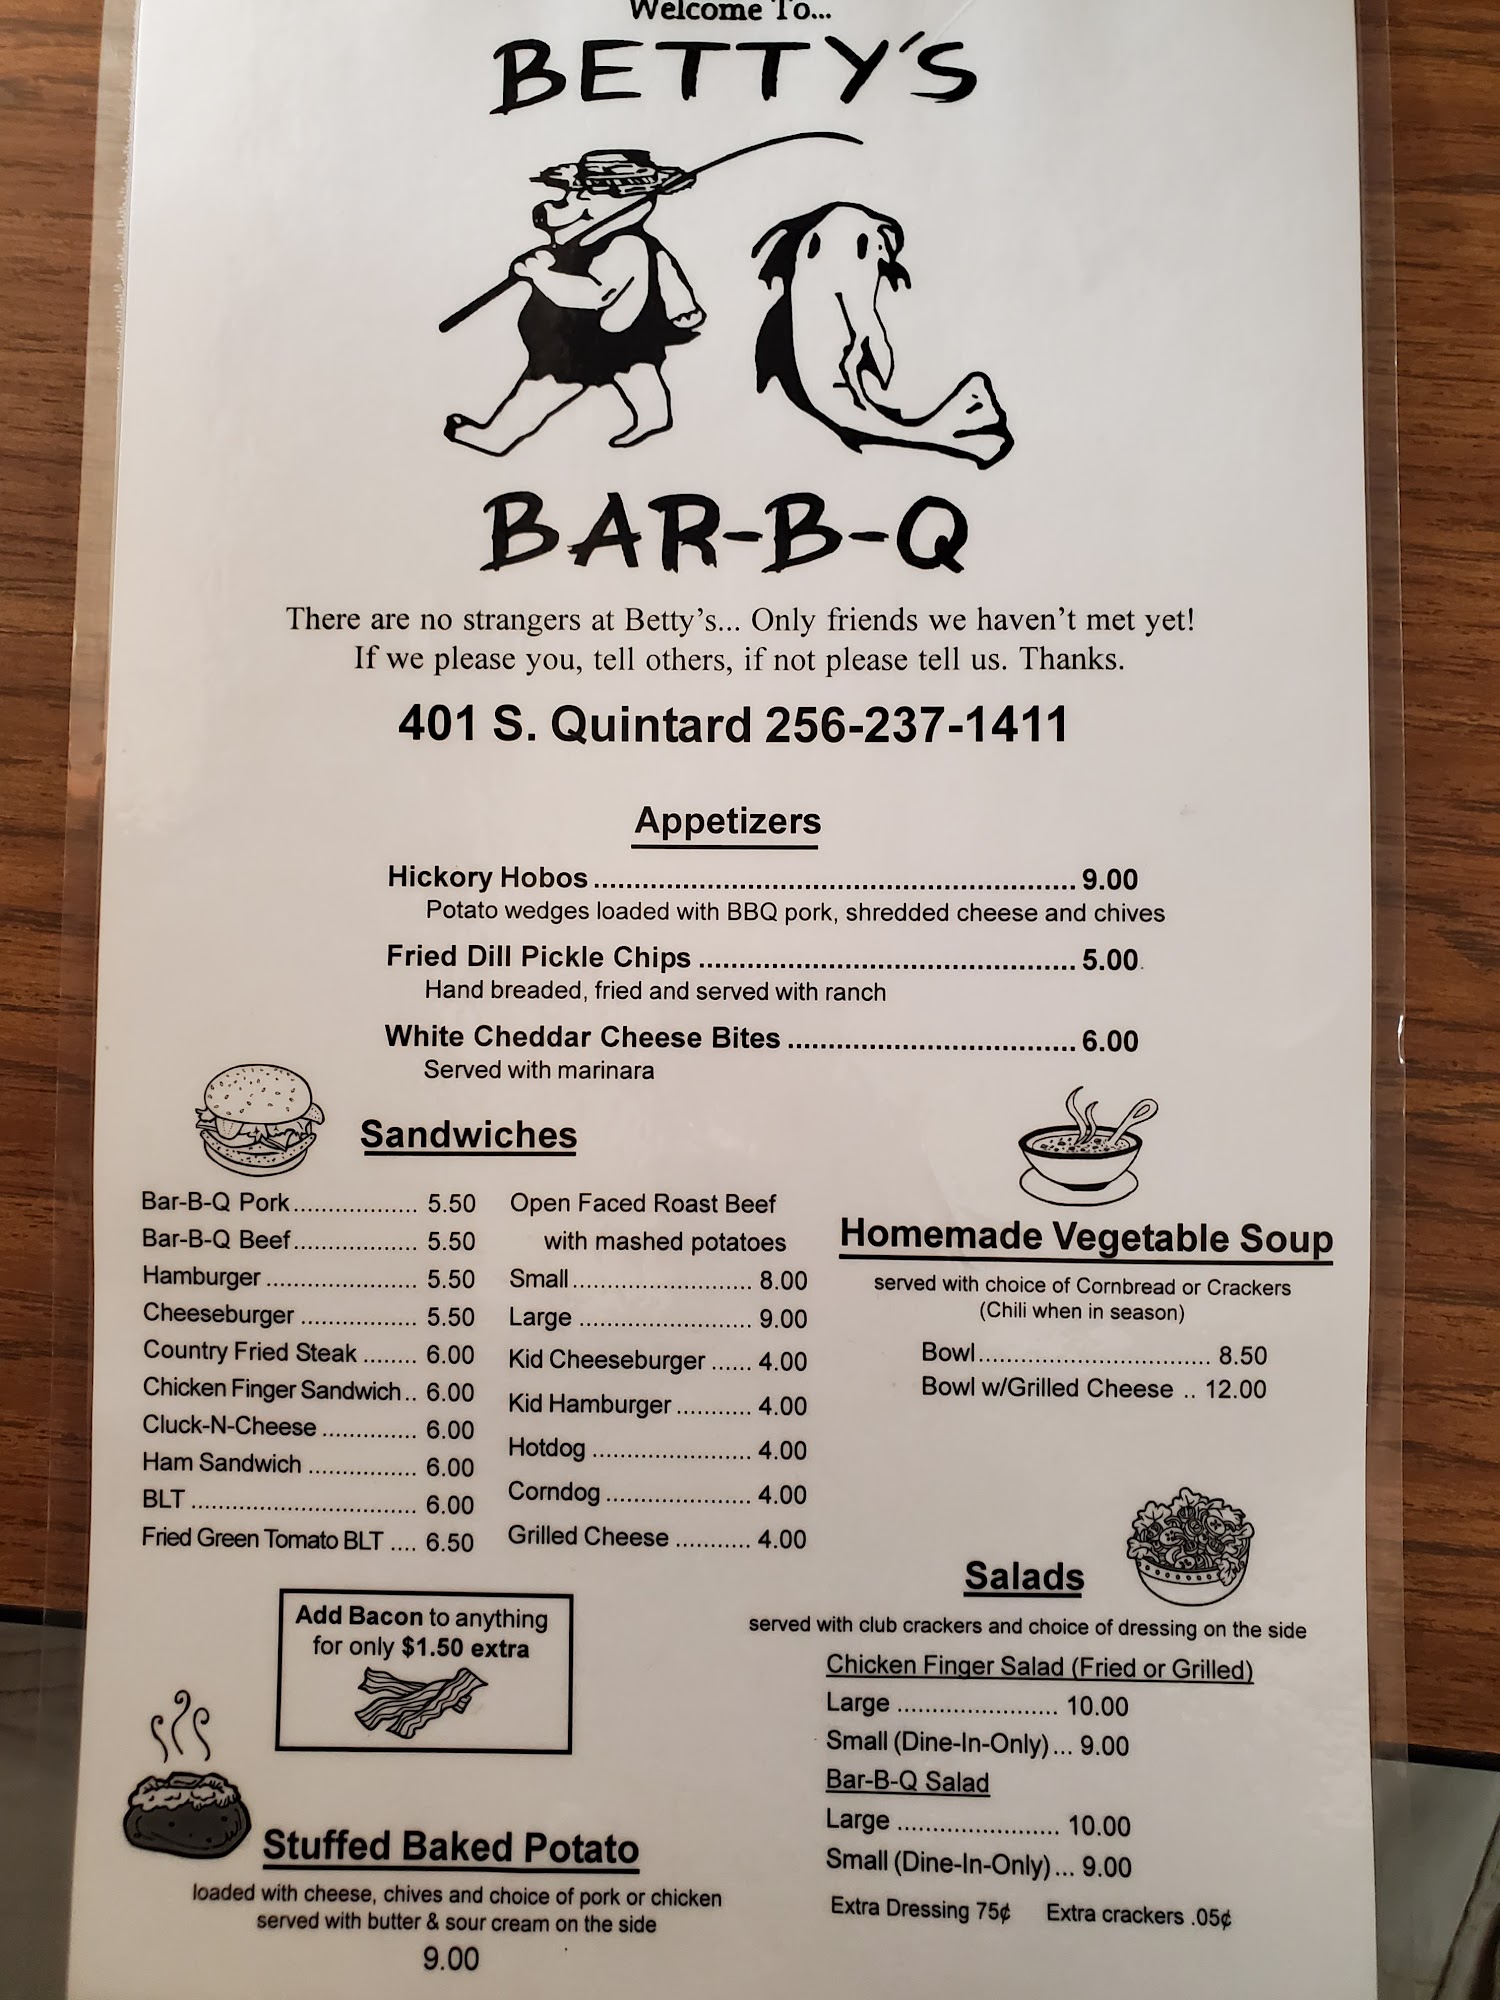 Welcome To...
BETTY'S
BAR-B-Q
There are no strangers at Betty's... Only friends we haven't met yet!
If we please you, tell others, if not please tell us. Thanks.
401 S. Quintard 256-237-1411
Appetizers
Hickory Hobos ........................................................... 9.00
Potato wedges loaded with BBQ pork, shredded cheese and chives
Fried Dill Pickle Chips .............................................. 5.00
Hand breaded, fried and served with ranch
White Cheddar Cheese Bites ................................... 6.00
Served with marinara
Sandwiches
Bar-B-Q Pork................... 5.50
Bar-B-Q Beef................... 5.50
Hamburger ....................... 5.50
Cheeseburger .................. 5.50
Country Fried Steak ........ 6.00
Chicken Finger Sandwich.. 6.00
Cluck-N-Cheese ............... 6.00
Ham Sandwich ................. 6.00
BLT ................................... 6.00
Fried Green Tomato BLT .... 6.50
Open Faced Roast Beef
with mashed potatoes
Small........................... 8.00
Large .......................... 9.00
Kid Cheeseburger ...... 4.00
Kid Hamburger ........... 4.00
Hotdog ........................ 4.00
Corndog ...................... 4.00
Grilled Cheese ........... 4.00
Homemade Vegetable Soup
served with choice of Cornbread or Crackers
(Chili when in season)
Bowl................................... 8.50
Bowl w/Grilled Cheese .. 12.00
Add Bacon to anything
for only $1.50 extra
Salads
served with club crackers and choice of dressing on the side
Chicken Finger Salad (Fried or Grilled)
Large ........................ 10.00
Small (Dine-In-Only)... 9.00
Bar-B-Q Salad
Large ........................ 10.00
Small (Dine-In-Only)... 9.00
Extra Dressing 75¢ Extra crackers .05¢
Stuffed Baked Potato
loaded with cheese, chives and choice of pork or chicken
served with butter & sour cream on the side
9.00